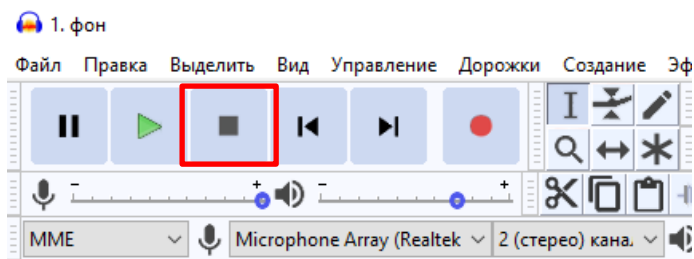 1. фон
Файл Правка Выделить Вид Управление Дорожки Создание
MME Microphone Array (Realtek 2 (стерео) кана.